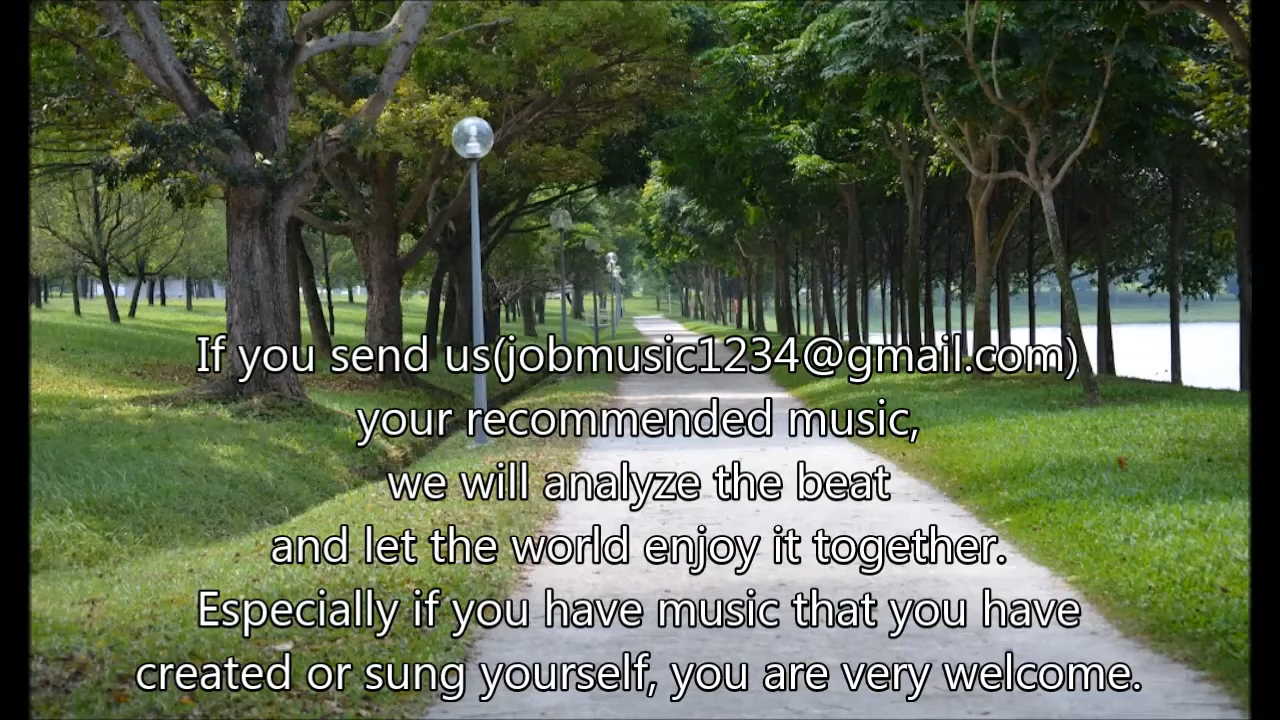 If you send us(jobmusic1234@gmail.com)
your recommended music,
we will analyze the beat
and let the world enjoy it together.
Especially if you have music that you have
created or sung yourself, you are very welcome.